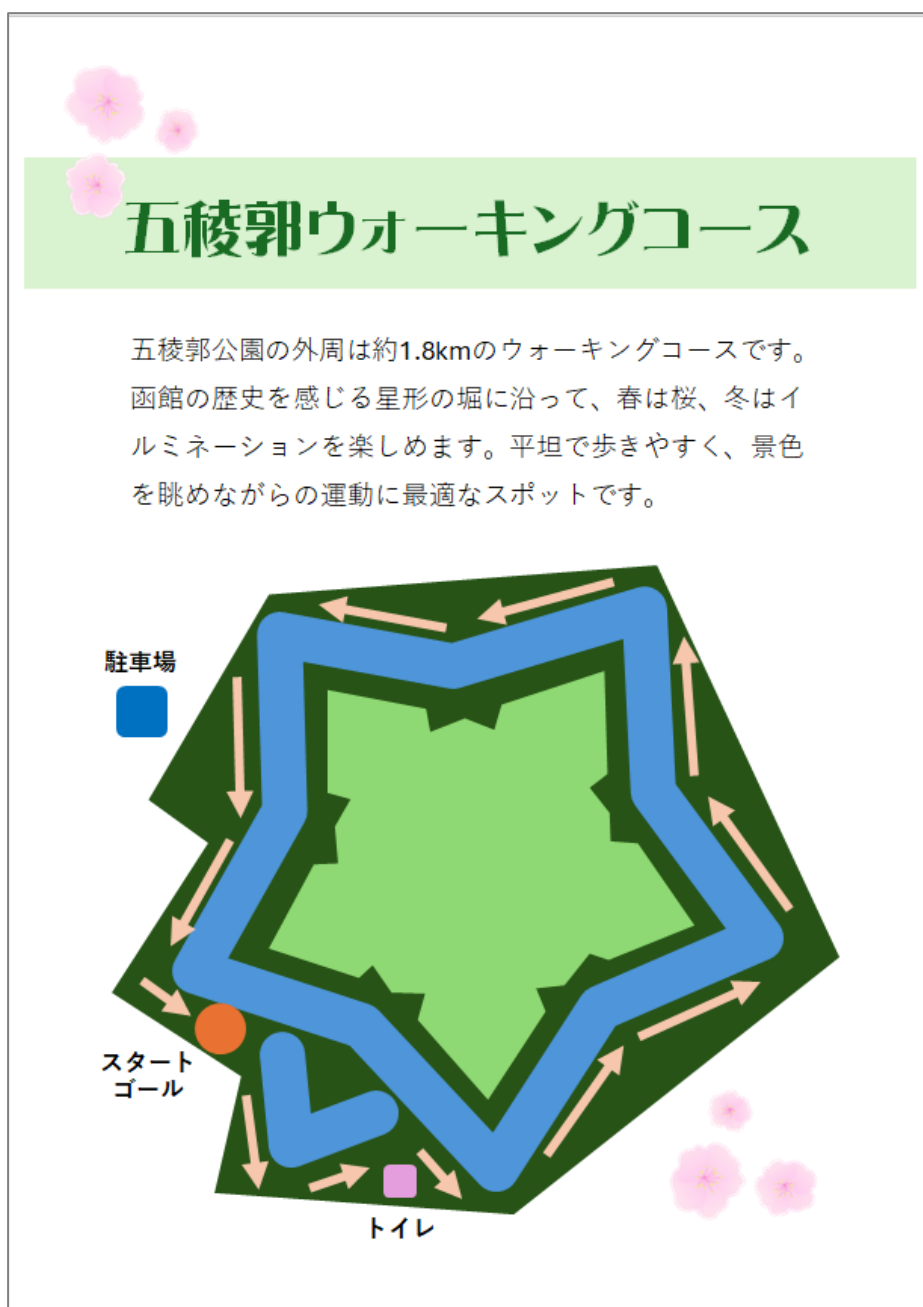 五稜郭ウォーキングコース
五稜郭公園の外周は約1.8kmのウォーキングコースです。
函館の歴史を感じる星形の堀に沿って、春は桜、冬はイ
ルミネーションを楽しめます。平坦で歩きやすく、景色
を眺めながらの運動に最適なスポットです。
駐車場
スタート
ゴール
トイレ